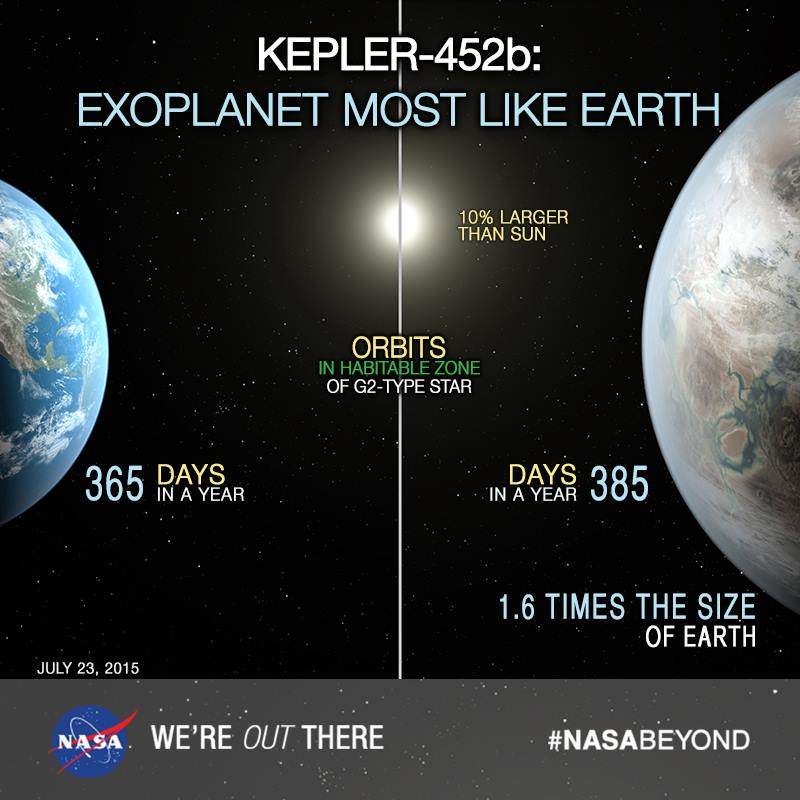 KEPLER-452b:
EXOPLANET MOST LIKE EARTH
10% LARGER
THAN SUN
ORBITS
IN HABITABLE ZONE
OF G2-TYPE STAR
365 DAYS
IN A YEAR
DAYS 385
IN A YEAR
1.6 TIMES THE SIZE
OF EARTH
JULY 23, 2015
NASA WE'RE OUT THERE #NASABEYOND